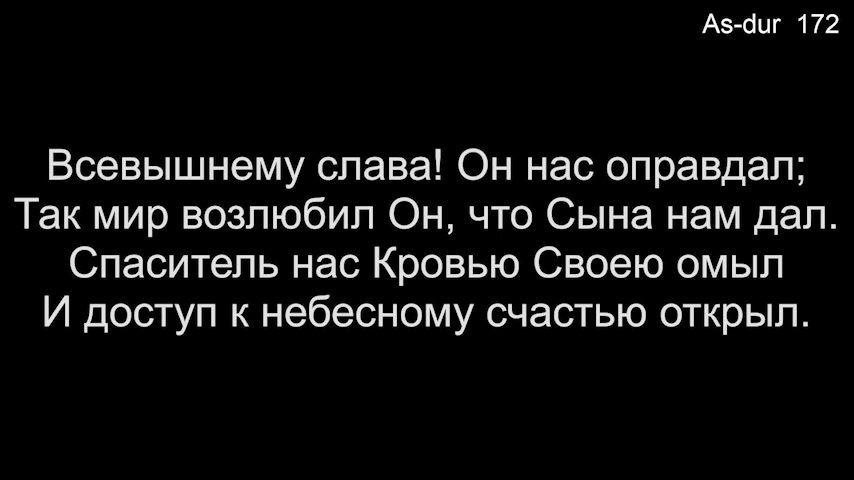 As-dur 172
Всевышнему слава! Он нас оправдал;
Так мир возлюбил Он, что Сына нам дал.
Спаситель нас Кровью Своею омыл
И доступ к небесному счастью открыл.